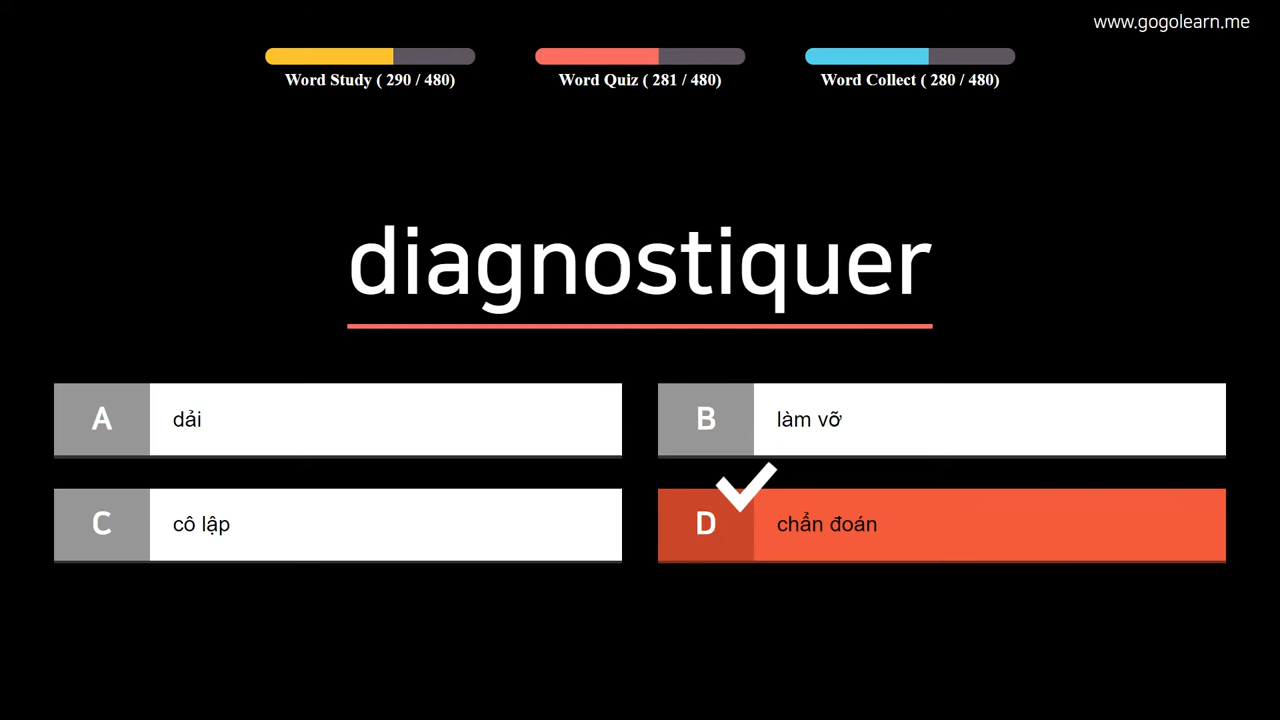 www.gogolearn.me
Word Study ( 290 / 480)
Word Quiz ( 281 / 480)
Word Collect ( 280 / 480)
diagnostiquer
A dải
B làm vỡ
C cô lập
D chẩn đoán